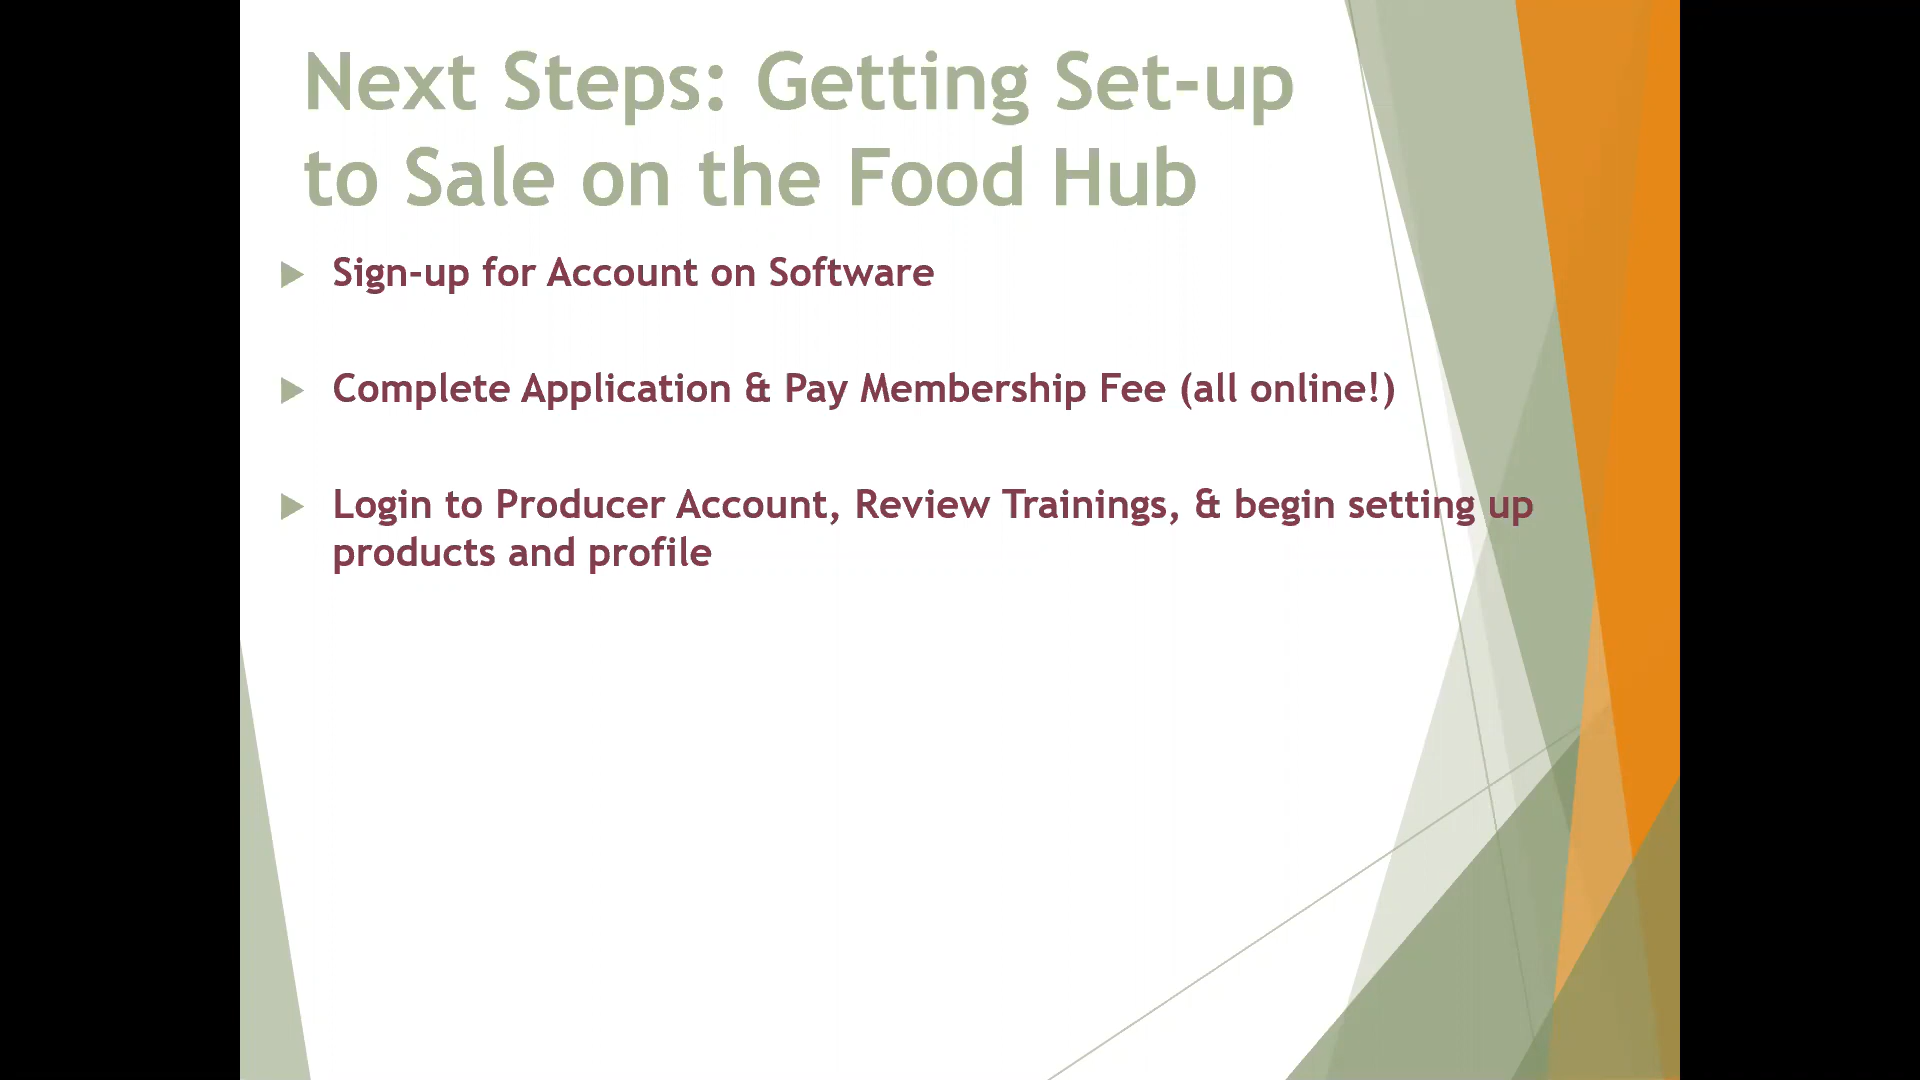 Next Steps: Getting Set-up
to Sale on the Food Hub
Sign-up for Account on Software
Complete Application & Pay Membership Fee (all online!)
Login to Producer Account, Review Trainings, & begin setting up
products and profile